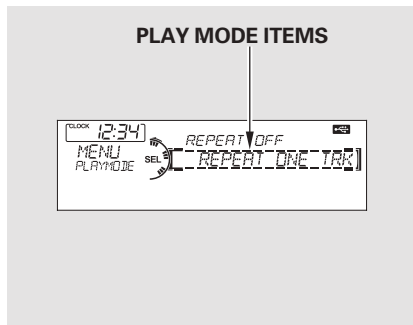 PLAY MODE ITEMS
CLOCK 12:34
REPEAT OFF
MENU
SEL
REPEAT ONE TRK
PLAYMODE